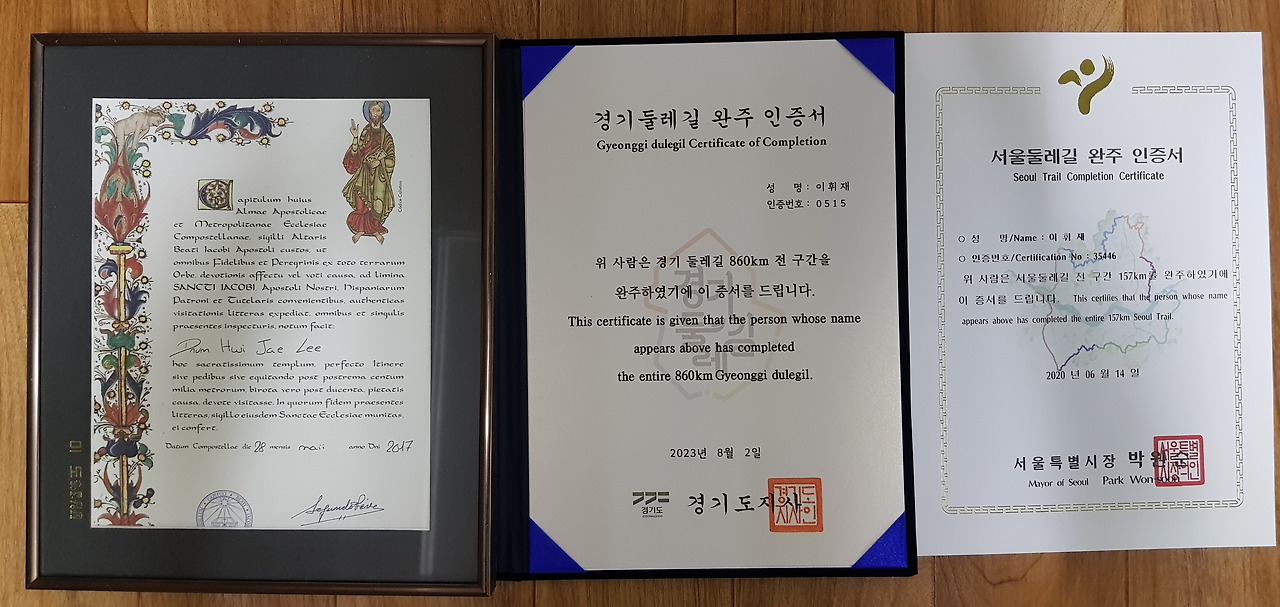 Capitulum huius
Almae Apostolicae
et Metropolitanae Ecclesiae
Compostellanae, sigilli Altaris
Beati Iacobi Apostoli custos, ut
omnibus Fidelibus et Peregrinis ex toto terrarum
Orbe, devotionis affectu vel voti causa, ad limina
SANCTI IACOBI, Apostoli Nostri, Hispaniarum
Patroni et Tutelaris convenientibus, authenticas
visitationis litteras expediat, omnibus et singulis
praesentes inspecturis, notum facit:
Dnum Hwi Jae Lee
hoc sacratissimum templum, perfecto Itinere
sive pedibus sive equitando post postrema centum
milia metrorum, birota vero post ducenta, pietatis
causa, devote visitasse. In quorum fidem praesentes
litteras, sigillo eiusdem Sanctae Ecclesiae munitas,
ei confert.
Datum Compostellae die 28 mensis maii anno Dni 2017
경기둘레길 완주 인증서
Gyeonggi dulegil Certificate of Completion
성 명 : 이휘재
인증번호 : 0515
위 사람은 경기 둘레길 860km 전 구간을
완주하였기에 이 증서를 드립니다.
This certificate is given that the person whose name
appears above has completed
the entire 860km Gyeonggi dulegil.
경기
둘레길
2023년 8월 2일
경기도
경기도지사
서울둘레길 완주 인증서
Seoul Trail Completion Certificate
○ 성 명/Name : 이 휘 재
○ 인증번호/Certification No : 35446
위 사람은 서울둘레길 전 구간 157km를 완주하였기에
이 증서를 드립니다. This certifies that the person whose name
appears above has completed the entire 157km Seoul Trail.
2020 년 06 월 14 일
서울특별시장 박원순
Mayor of Seoul Park Won-soon